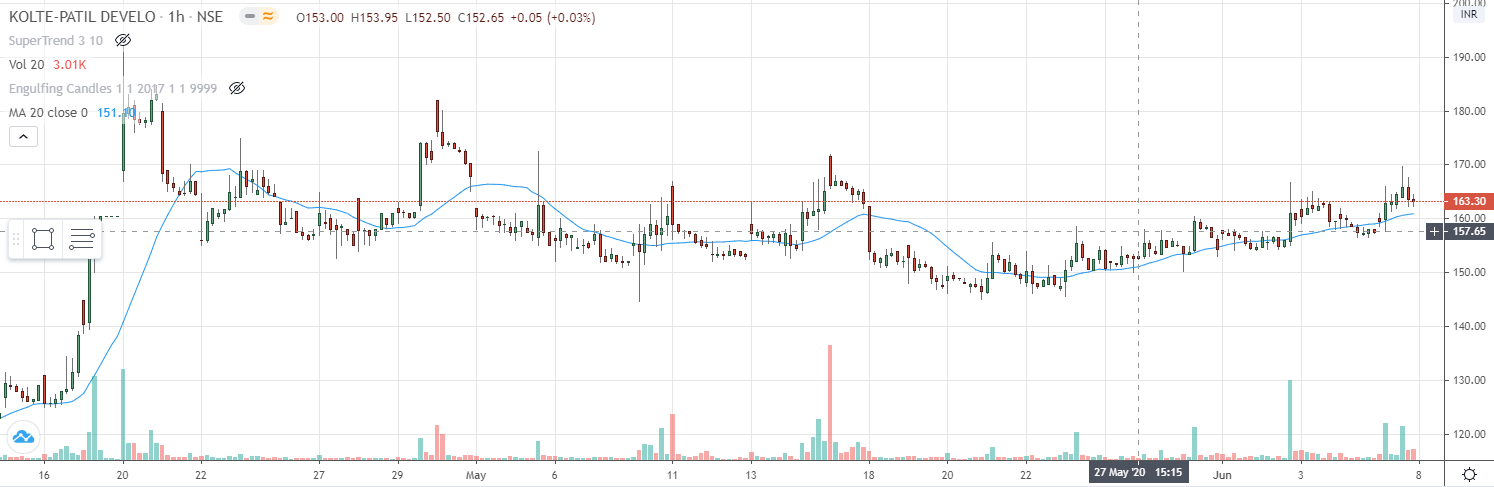 KOLTE-PATIL DEVELO · 1h · NSE O153.00 H153.95 L152.50 C152.65 +0.05 (+0.03%)
SuperTrend 3 10
Vol 20 3.01K
Engulfing Candles 1 1 2017 1 1 9999
MA 20 close 0 151.10
200.00
INR
190.00
180.00
170.00
163.30
160.00
157.65
150.00
140.00
130.00
120.00
16 20 22 27 29 May 6 11 13 18 20 22 27 May '20 15:15 Jun 3 8